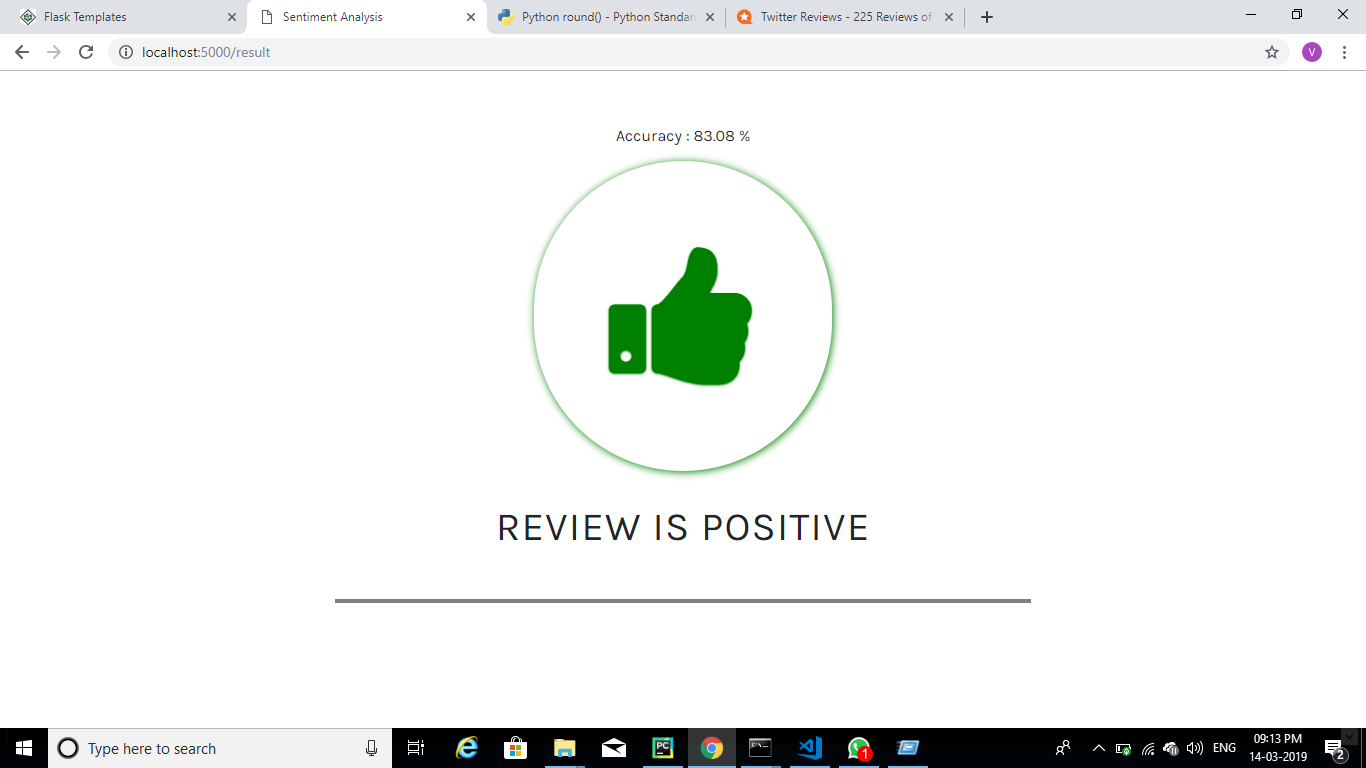 Flask Templates
Sentiment Analysis
Python round() - Python Standar
Twitter Reviews - 225 Reviews of
localhost:5000/result
V
Accuracy : 83.08 %
REVIEW IS POSITIVE
Type here to search
PC
1
ENG
09:13 PM
14-03-2019
2